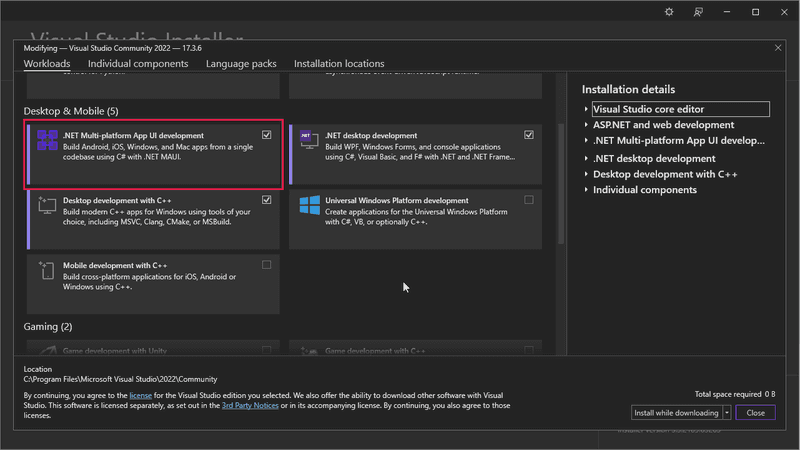 Visual Studio Installer
Modifying — Visual Studio Community 2022 — 17.3.6
Workloads
Individual components
Language packs
Installation locations
Desktop & Mobile (5)
.NET Multi-platform App UI development
Build Android, iOS, Windows, and Mac apps from a single
codebase using C# with .NET MAUI.
.NET
.NET desktop development
Build WPF, Windows Forms, and console applications
using C#, Visual Basic, and F# with .NET and .NET Frame...
Desktop development with C++
Build modern C++ apps for Windows using tools of your
choice, including MSVC, Clang, CMake, or MSBuild.
Universal Windows Platform development
Create applications for the Universal Windows Platform
with C#, VB, or optionally C++.
Mobile development with C++
Build cross-platform applications for iOS, Android or
Windows using C++.
Gaming (2)
Game development with Unity
Game development with C++
Installation details
Visual Studio core editor
ASP.NET and web development
.NET Multi-platform App UI develop...
.NET desktop development
Desktop development with C++
Individual components
Location
C:\Program Files\Microsoft Visual Studio\2022\Community
By continuing, you agree to the license for the Visual Studio edition you selected. We also offer the ability to download other software with Visual
Studio. This software is licensed separately, as set out in the 3rd Party Notices or in its accompanying license. By continuing, you also agree to those
licenses.
Total space required 0 B
Install while downloading
Close